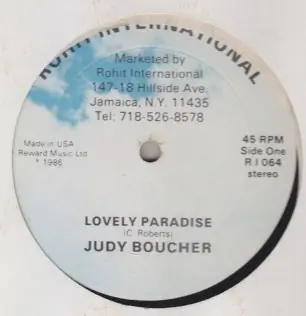 ROHIT INTERNATIONAL
Marketed by
Rohit International
147-18 Hillside Ave.
Jamaica, N.Y. 11435
Tel: 718-526-8578
Made in USA
Reward Music Ltd
* 1986
45 RPM
Side One
R I 064
stereo
LOVELY PARADISE
(C. Roberts)
JUDY BOUCHER